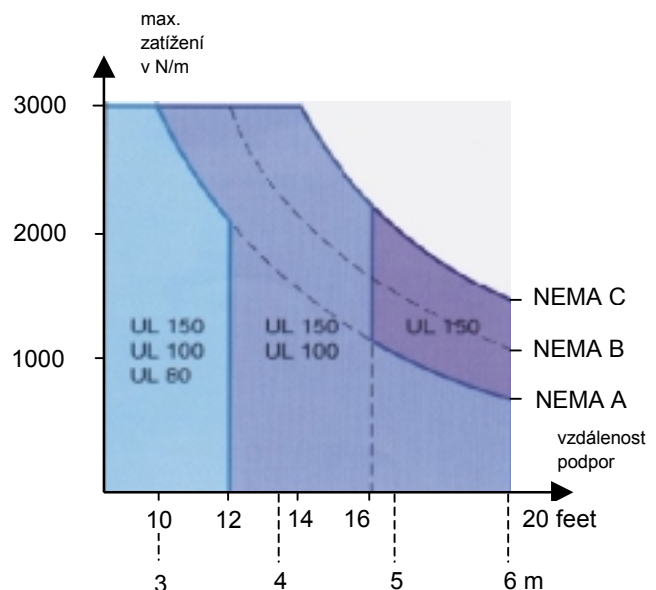 max.
zatížení
v N/m
3000
2000
1000
UL 150
UL 100
UL 80
UL 150
UL 100
UL 150
NEMA C
NEMA B
NEMA A
vzdálenost
podpor
10 12 14 16 20 feet
3 4 5 6 m